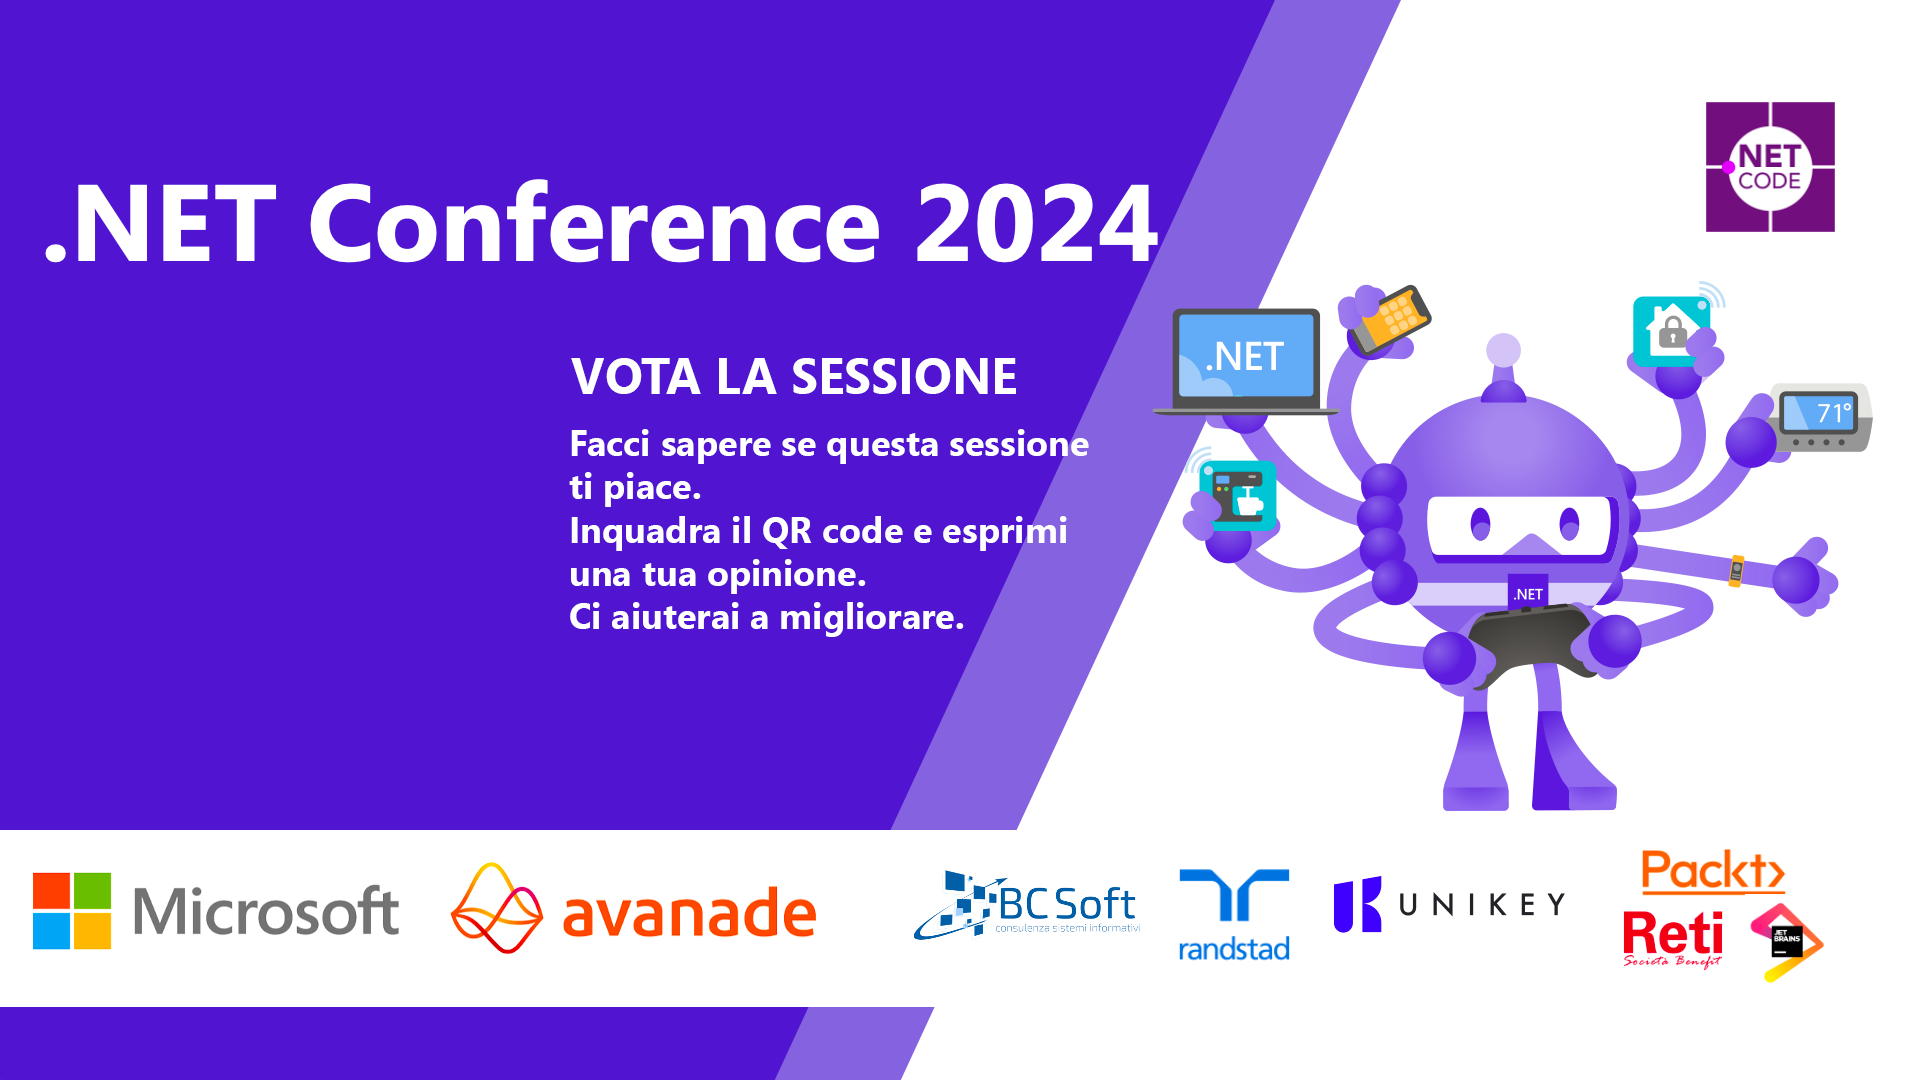 .NET Conference 2024
NET
CODE
VOTA LA SESSIONE
Facci sapere se questa sessione
ti piace.
Inquadra il QR code e esprimi
una tua opinione.
Ci aiuterai a migliorare.
.NET
71°
.NET
Microsoft
avanade
BC Soft
consulenza sistemi informativi
randstad
UNIKEY
Packt>
Reti
Società Benefit
JET
BRAINS